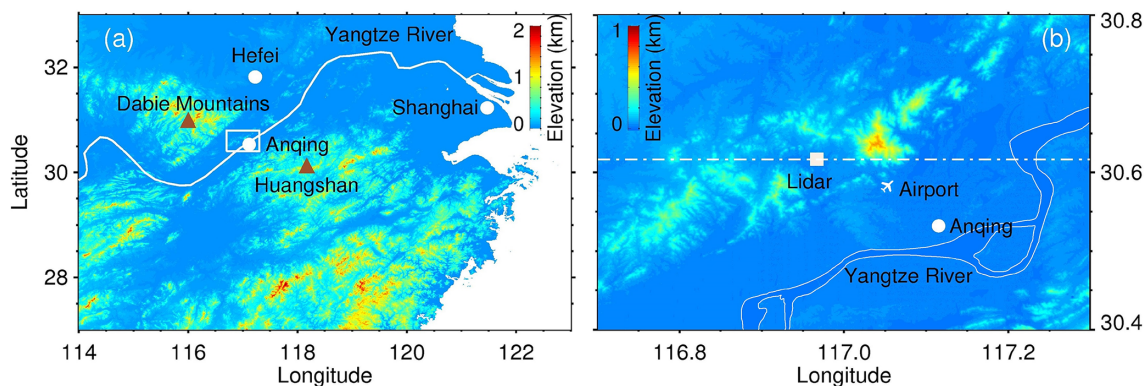 (a)
Hefei
Yangtze River
2
1
0
Elevation (km)
Dabie Mountains
Shanghai
Anqing
Huangshan
32
30
28
Latitude
114
116
118
120
122
Longitude
1
0
Elevation (km)
(b)
Lidar
Airport
Anqing
Yangtze River
30.8
30.6
30.4
116.8
117.0
117.2
Longitude